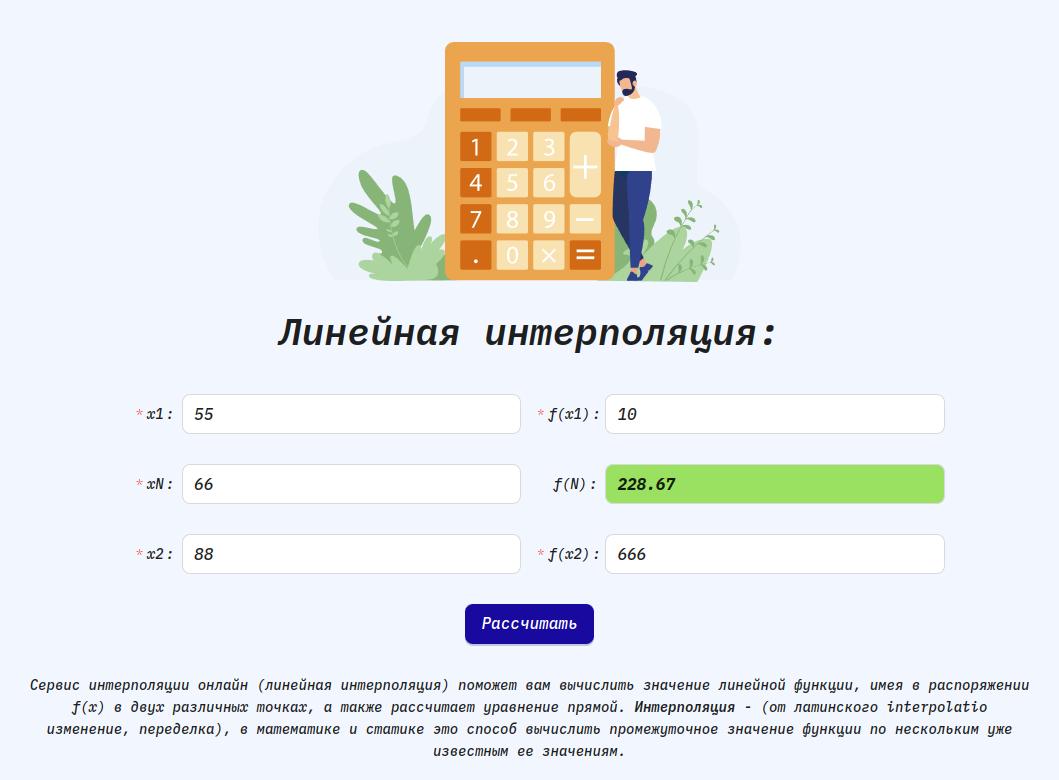 1 2 3 +
4 5 6
7 8 9 −
. 0 × =
Линейная интерполяция:
* x1: 55 * f(x1): 10
* xN: 66 f(N): 228.67
* x2: 88 * f(x2): 666
Рассчитать
Сервис интерполяции онлайн (линейная интерполяция) поможет вам вычислить значение линейной функции, имея в распоряжении
f(x) в двух различных точках, а также рассчитает уравнение прямой. Интерполяция - (от латинского interpolatio
изменение, переделка), в математике и статике это способ вычислить промежуточное значение функции по нескольким уже
известным ее значениям.